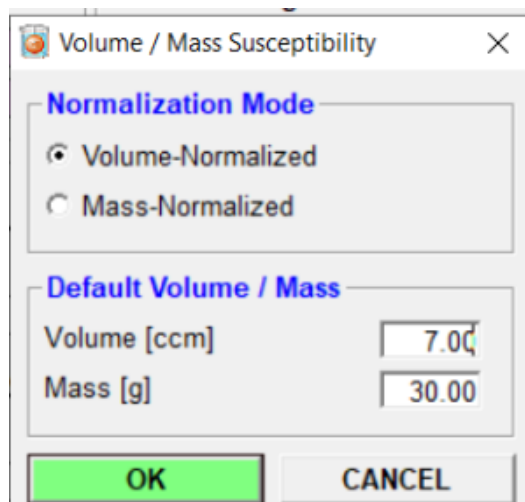 Volume / Mass Susceptibility
Normalization Mode
Volume-Normalized
Mass-Normalized
Default Volume / Mass
Volume [ccm] 7.00
Mass [g] 30.00
OK CANCEL